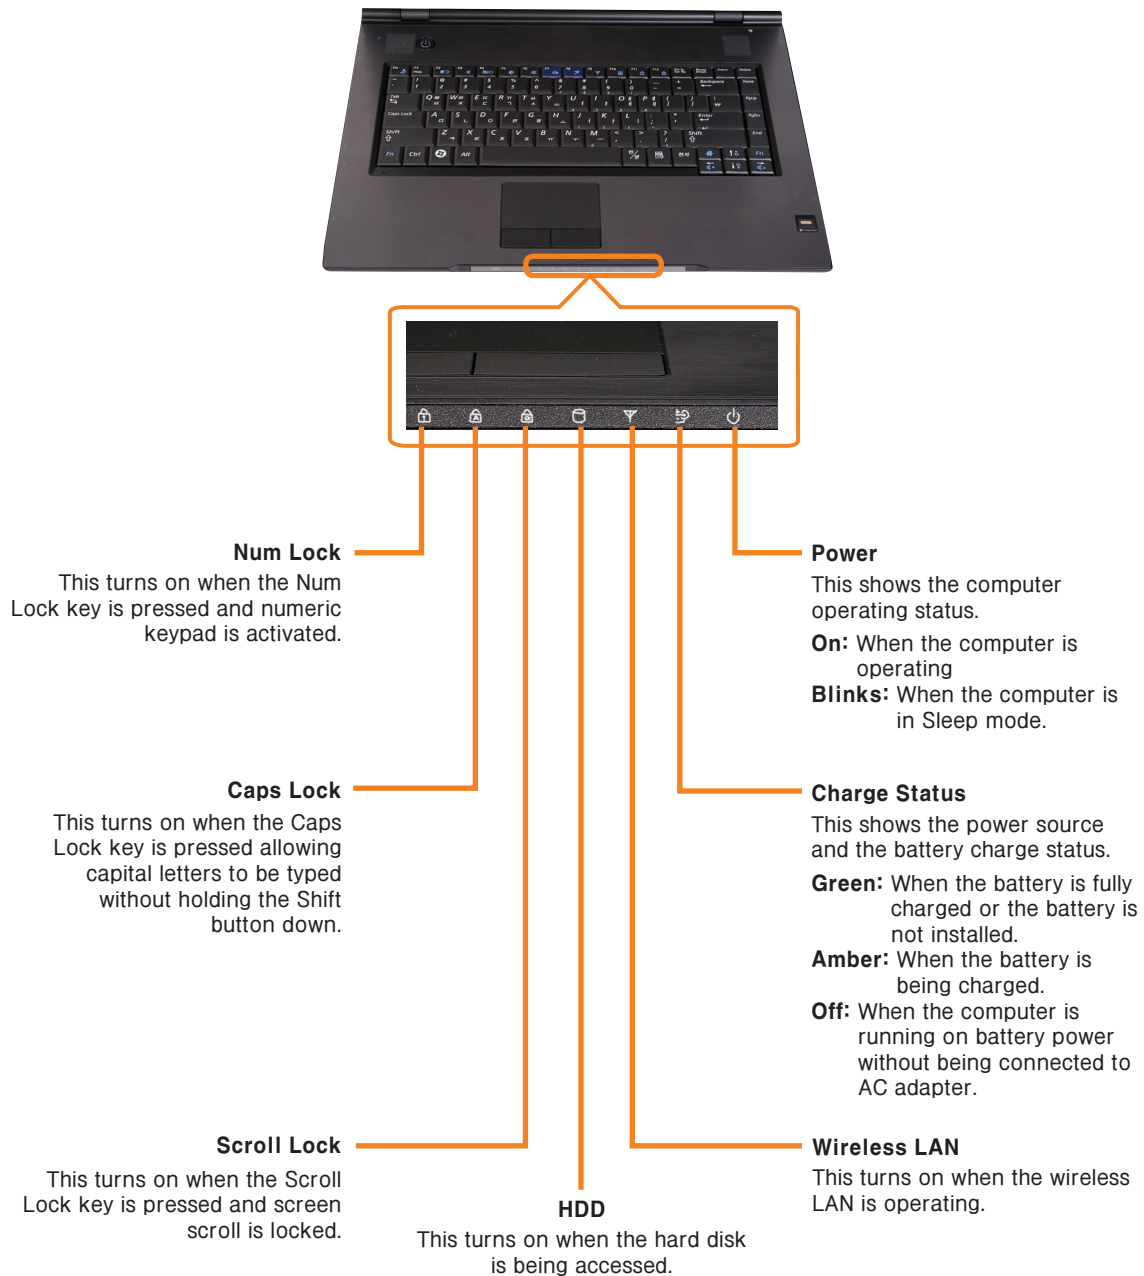 Num Lock
This turns on when the Num
Lock key is pressed and numeric
keypad is activated.
Caps Lock
This turns on when the Caps
Lock key is pressed allowing
capital letters to be typed
without holding the Shift
button down.
Scroll Lock
This turns on when the Scroll
Lock key is pressed and screen
scroll is locked.
HDD
This turns on when the hard disk
is being accessed.
Power
This shows the computer
operating status.
On: When the computer is
operating
Blinks: When the computer is
in Sleep mode.
Charge Status
This shows the power source
and the battery charge status.
Green: When the battery is fully
charged or the battery is
not installed.
Amber: When the battery is
being charged.
Off: When the computer is
running on battery power
without being connected to
AC adapter.
Wireless LAN
This turns on when the wireless
LAN is operating.